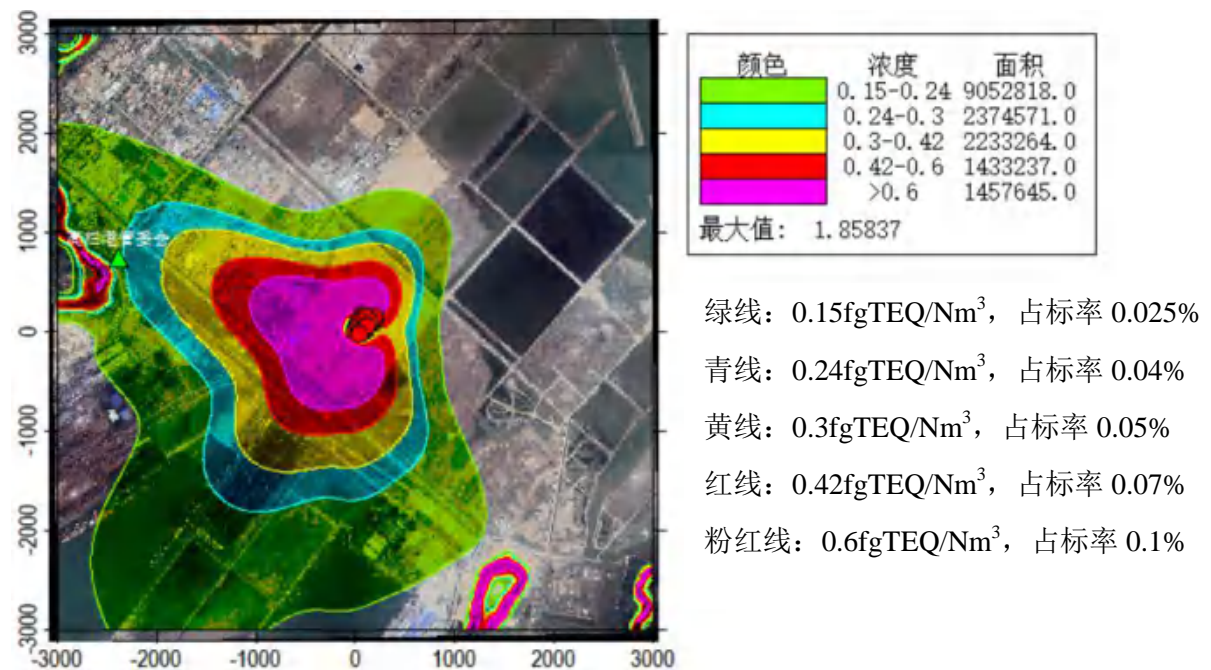 3000
2000
1000
0
-1000
-2000
-3000
-3000 -2000 -1000 0 1000 2000 3000
颜色 浓度 面积
0.15-0.24 9052818.0
0.24-0.3 2374571.0
0.3-0.42 2233264.0
0.42-0.6 1433237.0
>0.6 1457645.0
最大值: 1.85837
绿线：0.15fgTEQ/Nm³，占标率 0.025%
青线：0.24fgTEQ/Nm³，占标率 0.04%
黄线：0.3fgTEQ/Nm³，占标率 0.05%
红线：0.42fgTEQ/Nm³，占标率 0.07%
粉红线：0.6fgTEQ/Nm³，占标率 0.1%